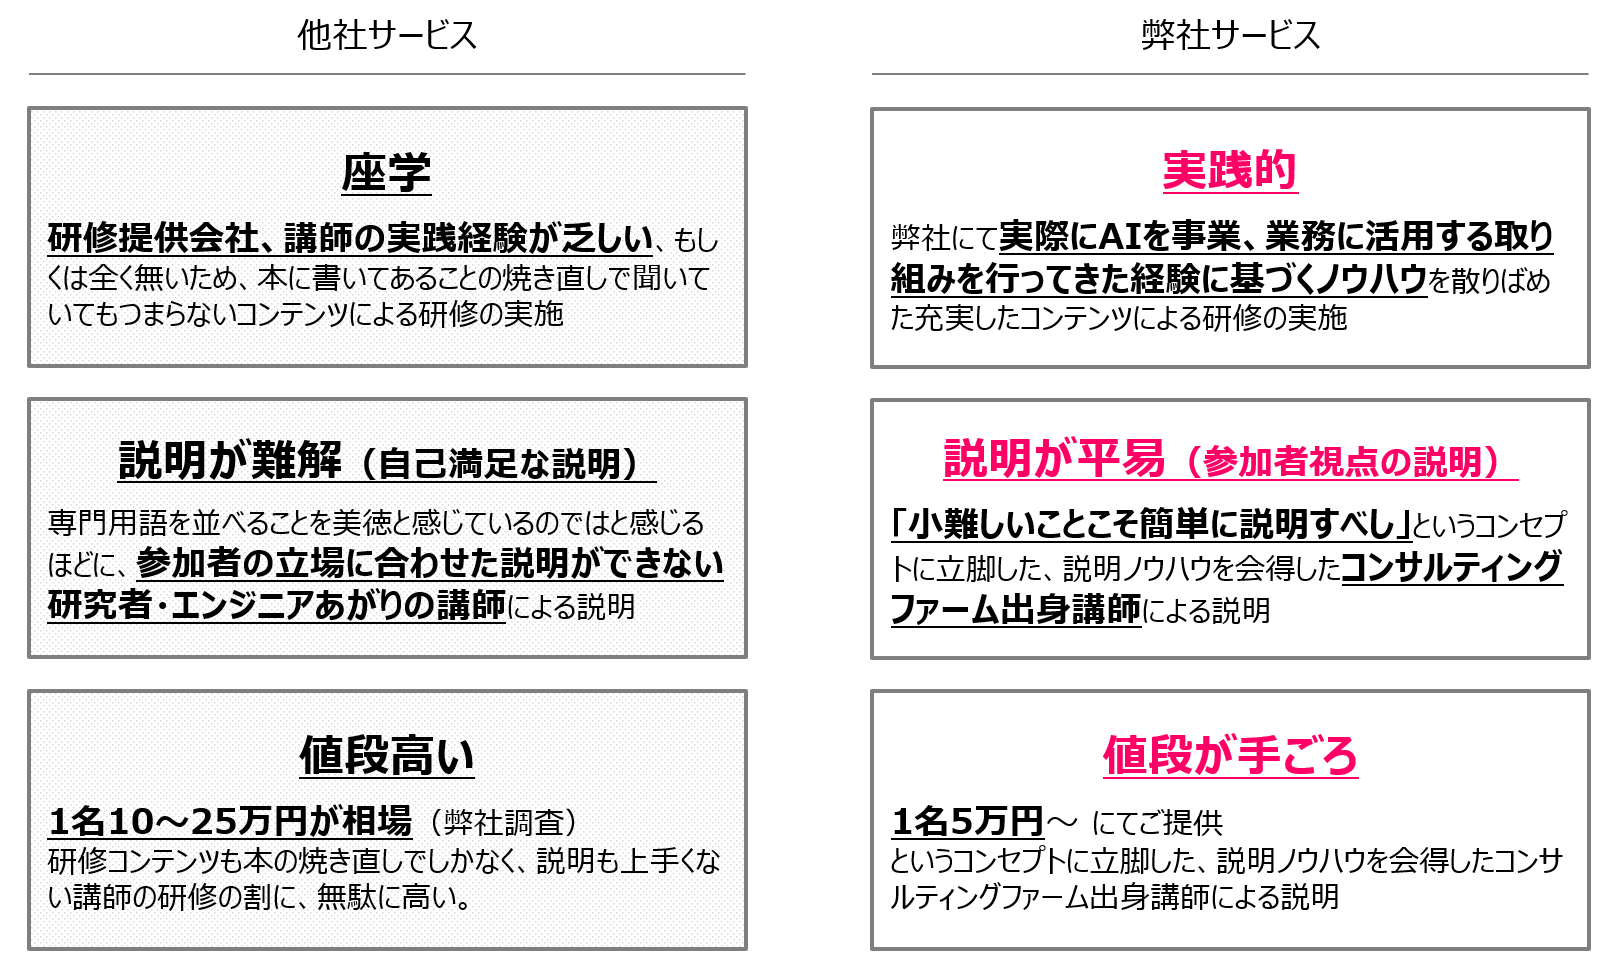 他社サービス
座学
研修提供会社、講師の実践経験が乏しい、もし
くは全く無いため、本に書いてあることの焼き直しで聞いて
いてもつまらないコンテンツによる研修の実施
説明が難解（自己満足な説明）
専門用語を並べることを美徳と感じているのではと感じる
ほどに、参加者の立場に合わせた説明ができない
研究者・エンジニアあがりの講師による説明
値段高い
1名10～25万円が相場（弊社調査）
研修コンテンツも本の焼き直しでしかなく、説明も上手くな
い講師の研修の割に、無駄に高い。
弊社サービス
実践的
弊社にて実際にAIを事業、業務に活用する取り
組みを行ってきた経験に基づくノウハウを散りばめ
た充実したコンテンツによる研修の実施
説明が平易（参加者視点の説明）
「小難しいことこそ簡単に説明すべし」というコンセプ
トに立脚した、説明ノウハウを会得したコンサルティング
ファーム出身講師による説明
値段が手ごろ
1名5万円～ にてご提供
というコンセプトに立脚した、説明ノウハウを会得したコンサ
ルティングファーム出身講師による説明